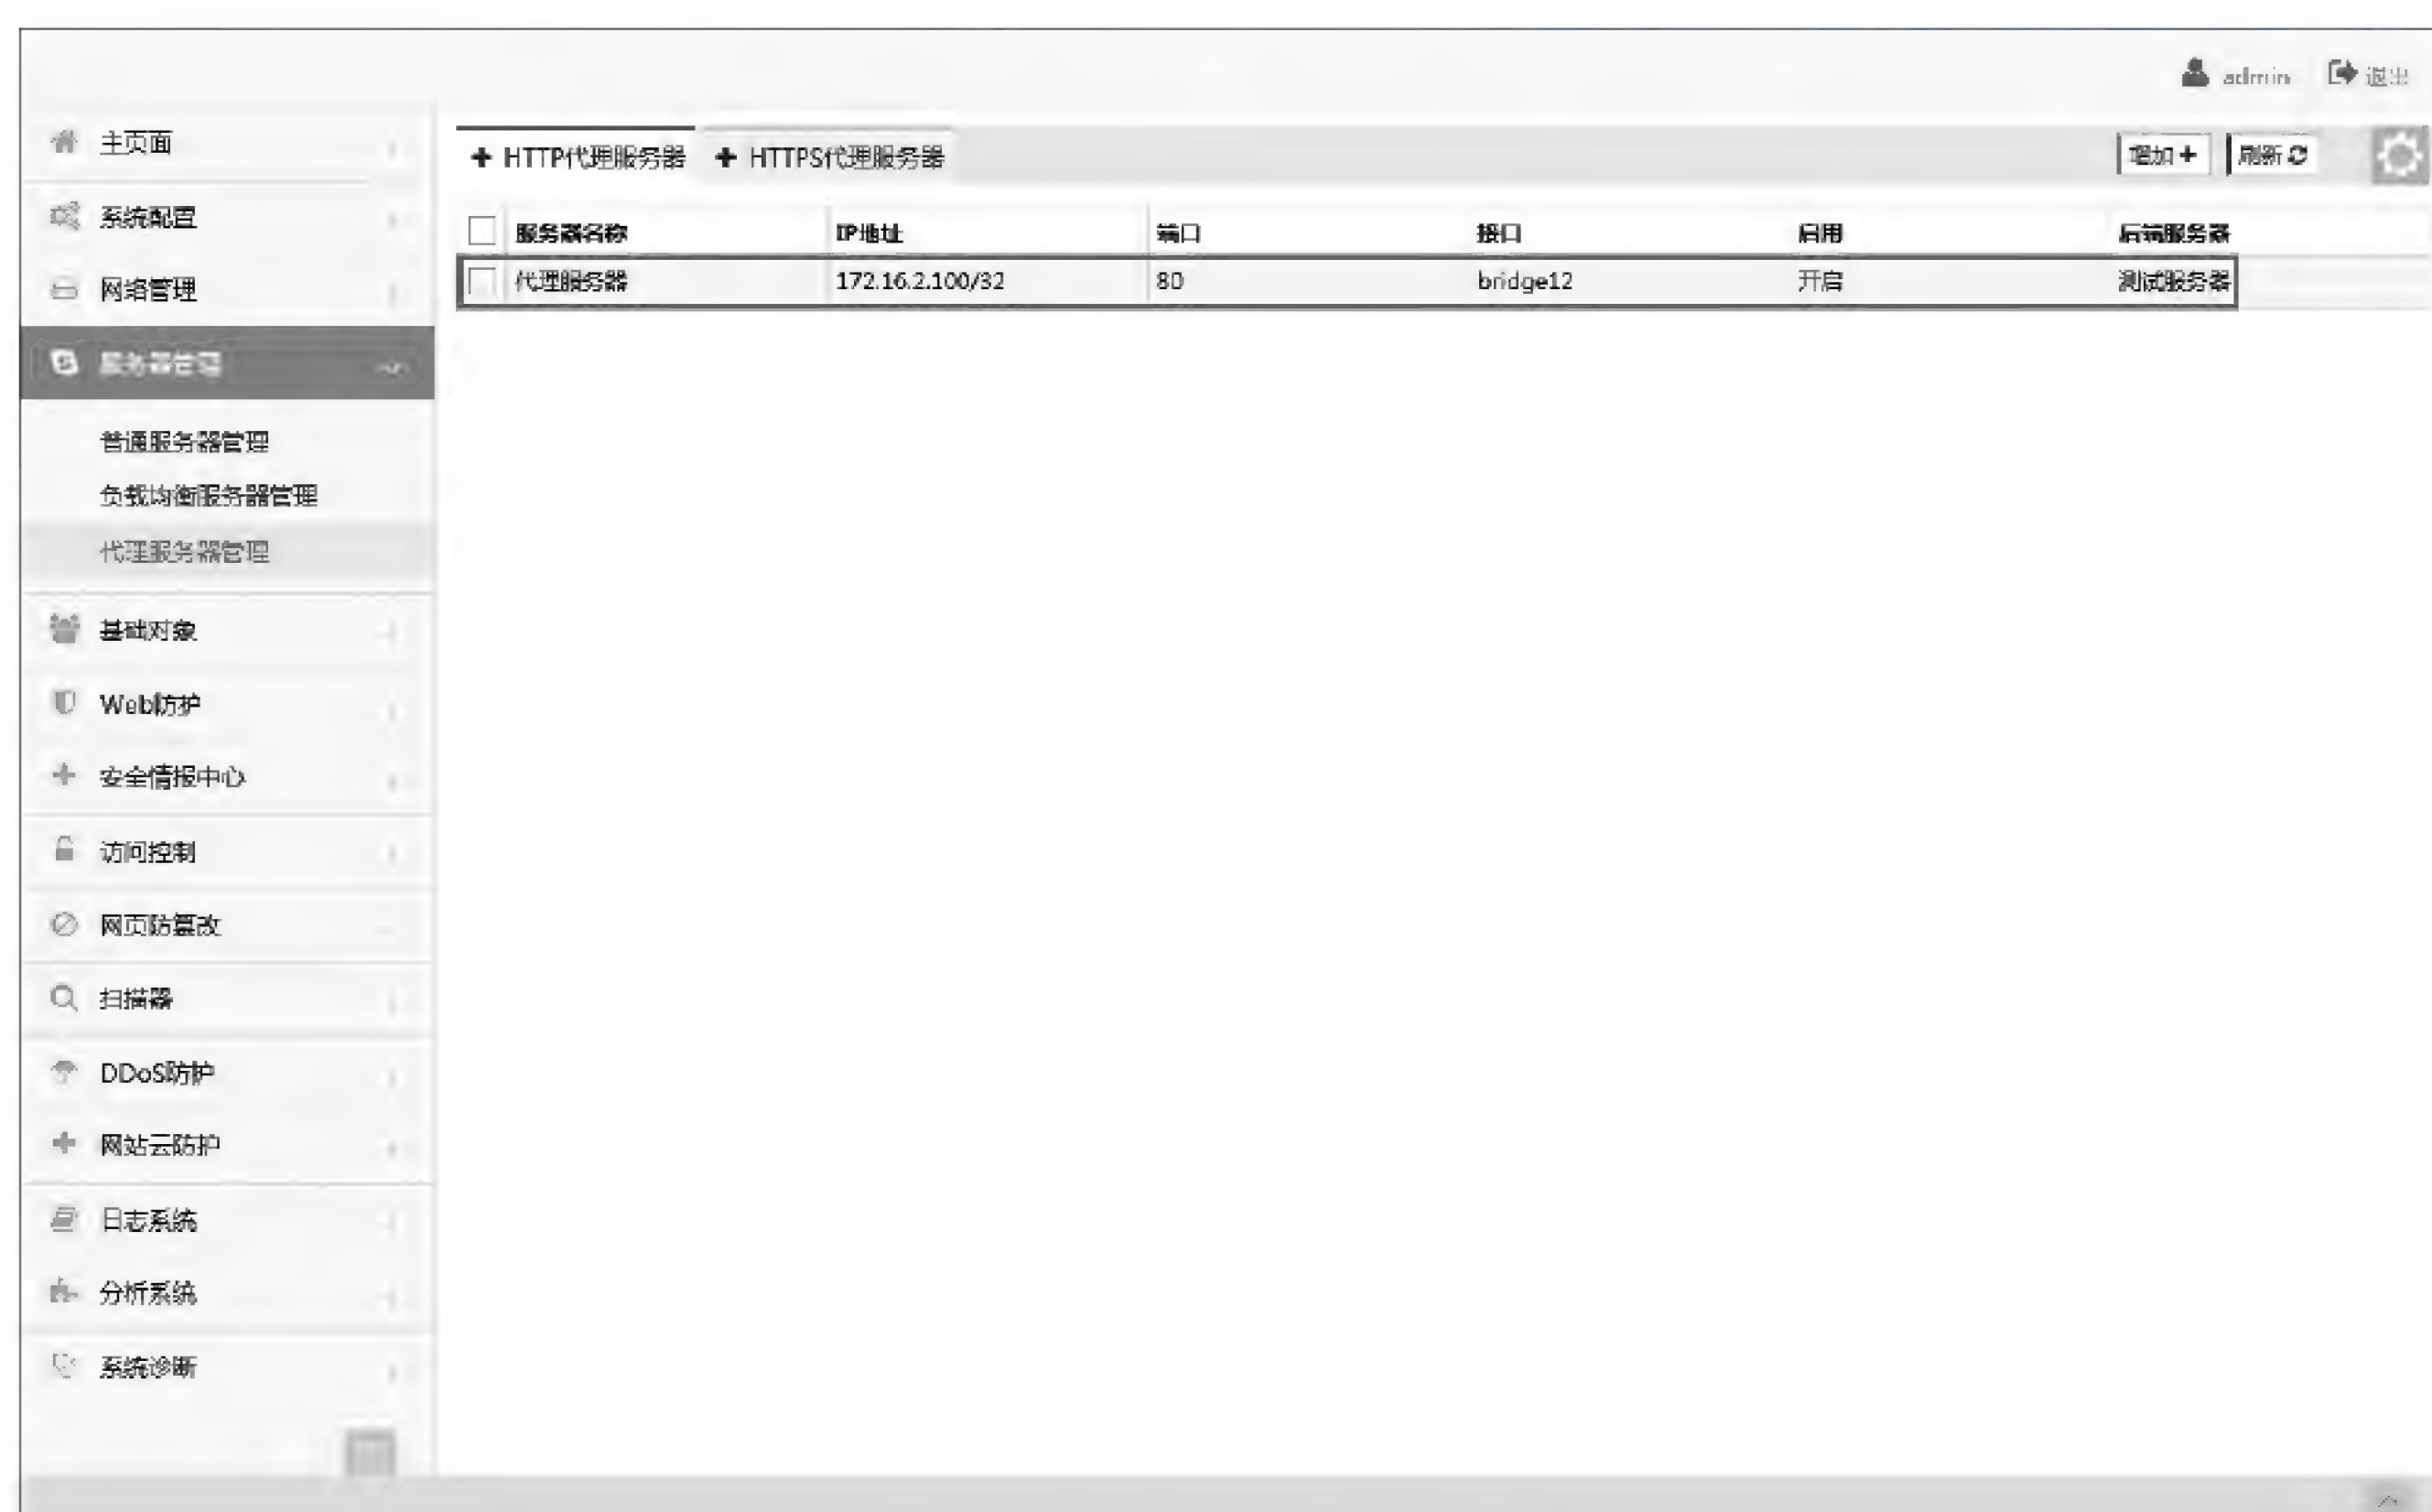 admin 退出
主页面
系统配置
网络管理
服务器管理
普通服务器管理
负载均衡服务器管理
代理服务器管理
基础对象
Web防护
安全情报中心
访问控制
网页防篡改
扫描器
DDoS防护
网站云防护
日志系统
分析系统
系统诊断
HTTP代理服务器 HTTPS代理服务器 增加 刷新
服务器名称 IP地址 端口 接口 启用 后端服务器
代理服务器 172.16.2.100/32 80 bridge12 开启 测试服务器